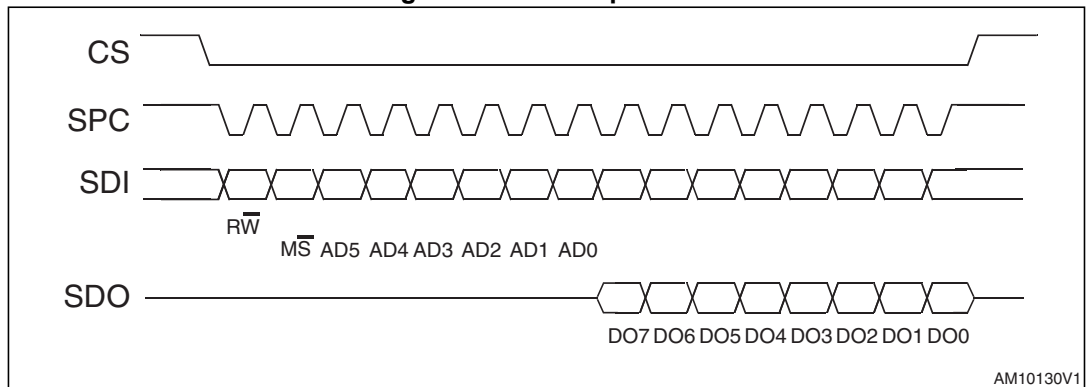 CS
SPC
SDI
RW̅
MS̅ AD5 AD4 AD3 AD2 AD1 AD0
SDO
DO7 DO6 DO5 DO4 DO3 DO2 DO1 DO0
AM10130V1